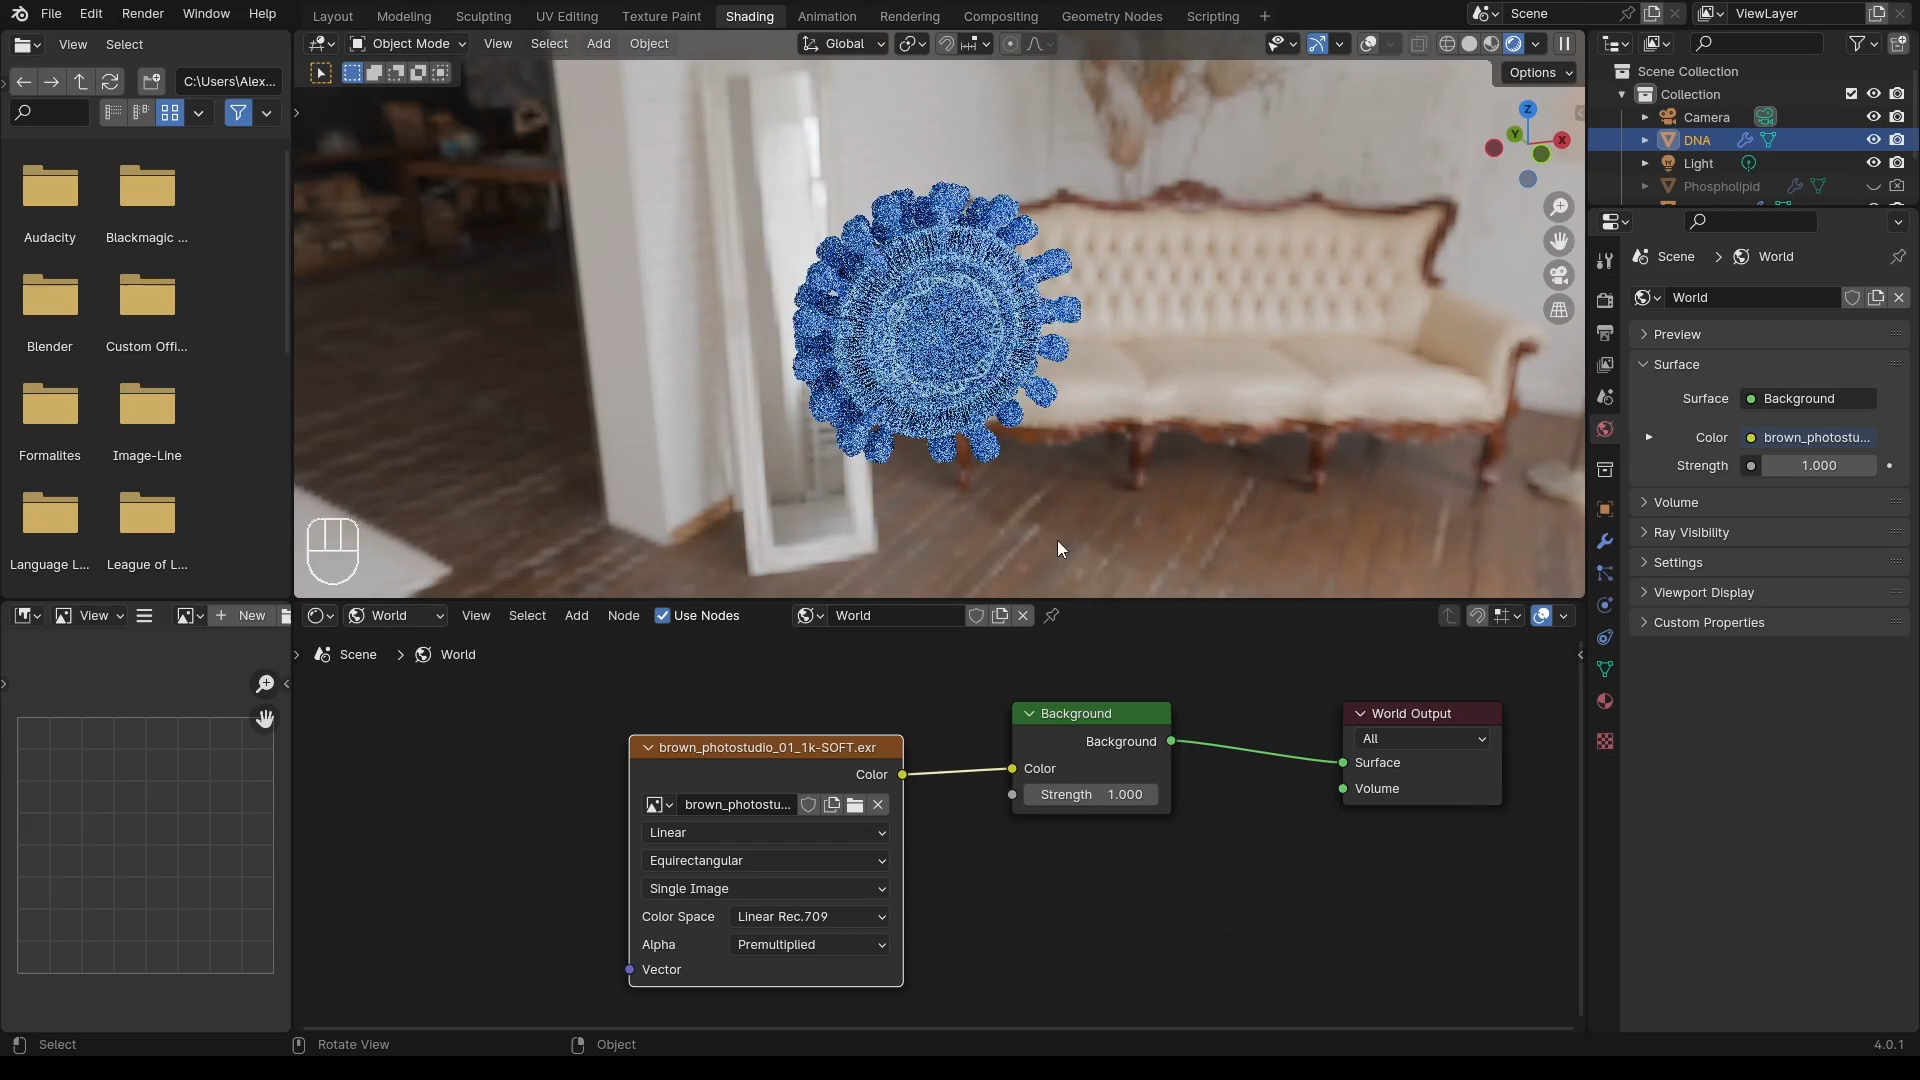 File Edit Render Window Help
Layout Modeling Sculpting UV Editing Texture Paint Shading Animation Rendering Compositing Geometry Nodes Scripting
Scene
ViewLayer
View Select
Object Mode View Select Add Object
Global
Options
C:\Users\Alex...
Z
Y
X
Audacity
Blackmagic ...
Blender
Custom Offi...
Formalites
Image-Line
Language L...
League of L...
Scene Collection
Collection
Camera
DNA
Light
Phospholipid
Scene > World
World
Preview
Surface
Surface Background
Color brown_photostu...
Strength 1.000
Volume
Ray Visibility
Settings
Viewport Display
Custom Properties
View
New
World View Select Add Node Use Nodes
World
Scene > World
brown_photostudio_01_1k-SOFT.exr
Color
brown_photostu...
Linear
Equirectangular
Single Image
Color Space Linear Rec.709
Alpha Premultiplied
Vector
Background
Background
Color
Strength 1.000
World Output
All
Surface
Volume
Select
Rotate View
Object
4.0.1